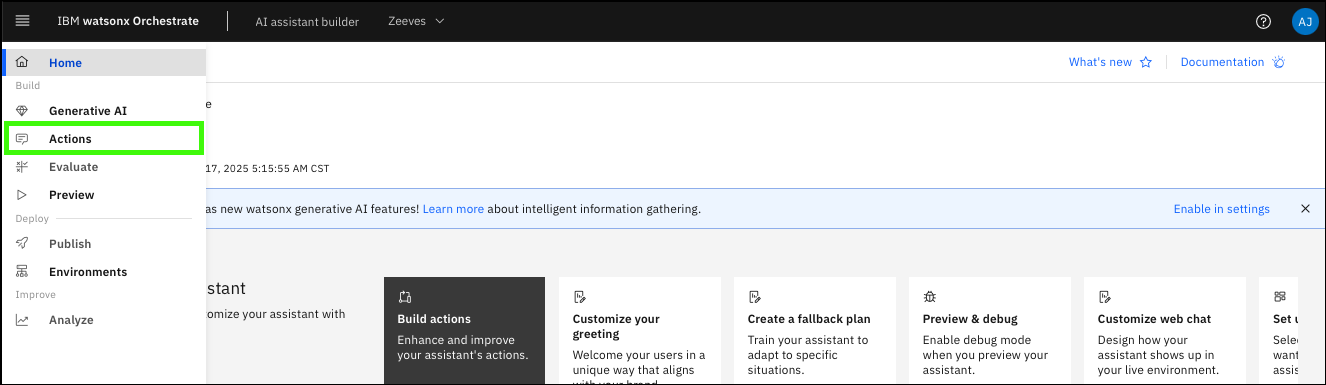 IBM watsonx Orchestrate
AI assistant builder
Zeeves
AJ
Home
What's new
Documentation
Build
Generative AI
Actions
Evaluate
Preview
17, 2025 5:15:55 AM CST
as new watsonx generative AI features! Learn more about intelligent information gathering.
Enable in settings
Deploy
Publish
Environments
Improve
Analyze
stant
tomize your assistant with
Build actions
Enhance and improve
your assistant's actions.
Customize your
greeting
Welcome your users in a
unique way that aligns
with your brand.
Create a fallback plan
Train your assistant to
adapt to specific
situations.
Preview & debug
Enable debug mode
when you preview your
assistant.
Customize web chat
Design how your
assistant shows up in
your live environment.
Set u
Selec
want
assis